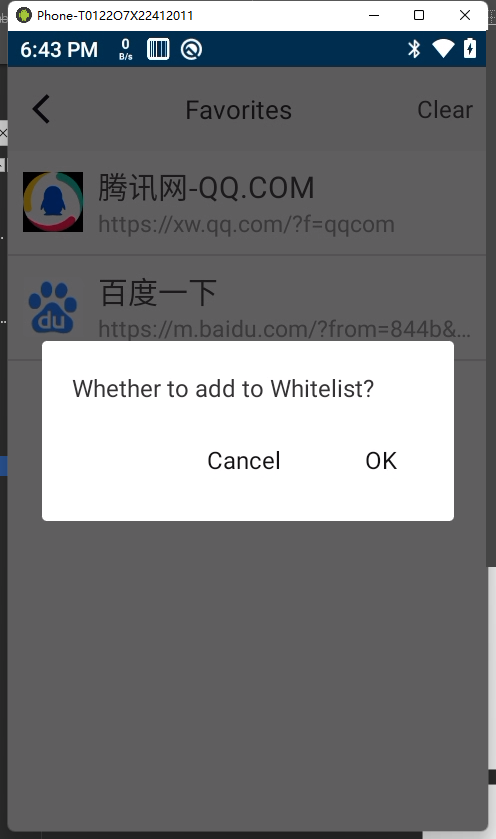 Phone-T0122O7X22412011
6:43 PM
0
B/s
Favorites
Clear
腾讯网-QQ.COM
https://xw.qq.com/?f=qqcom
du
百度一下
https://m.baidu.com/?from=844b&...
Whether to add to Whitelist?
Cancel
OK